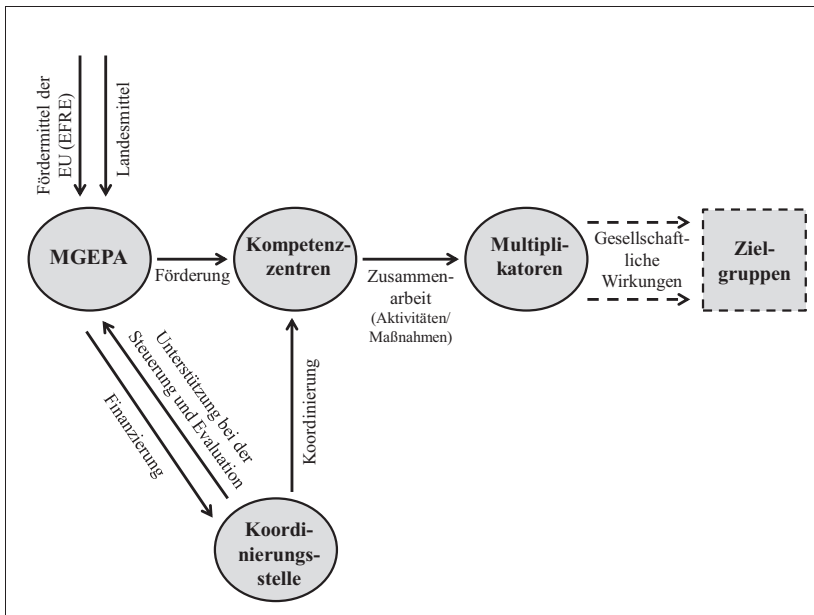 Fördermittel der
EU (EFRE)
Landesmittel
MGEPA
Förderung
Kompetenz-
zentren
Zusammen-
arbeit
(Aktivitäten/
Maßnahmen)
Multipli-
katoren
Gesellschaft-
liche
Wirkungen
Ziel-
gruppen
Finanzierung
Unterstützung bei der
Steuerung und Evaluation
Koordinierung
Koordi-
nierungs-
stelle